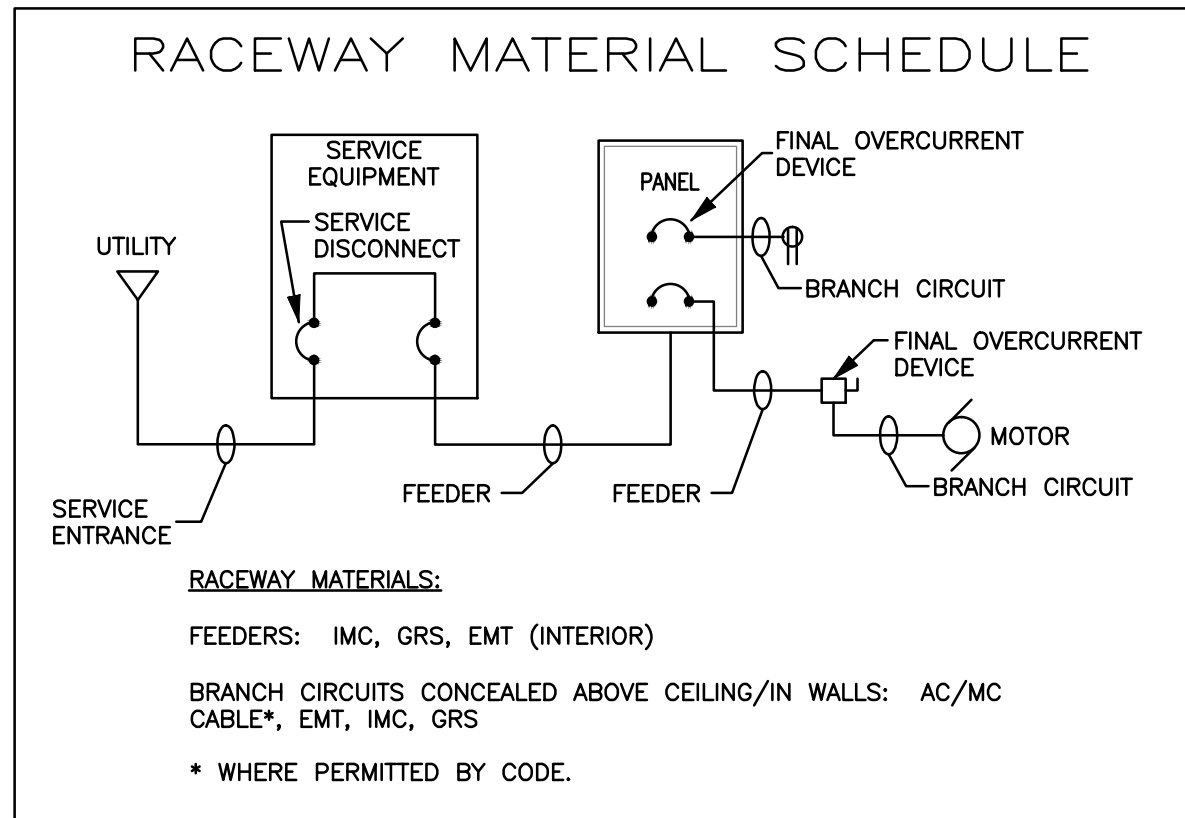 RACEWAY MATERIAL SCHEDULE
SERVICE
EQUIPMENT
SERVICE
DISCONNECT
UTILITY
PANEL
FINAL OVERCURRENT
DEVICE
BRANCH CIRCUIT
FINAL OVERCURRENT
DEVICE
MOTOR
BRANCH CIRCUIT
FEEDER
FEEDER
SERVICE
ENTRANCE
RACEWAY MATERIALS:
FEEDERS: IMC, GRS, EMT (INTERIOR)
BRANCH CIRCUITS CONCEALED ABOVE CEILING/IN WALLS: AC/MC
CABLE*, EMT, IMC, GRS
* WHERE PERMITTED BY CODE.